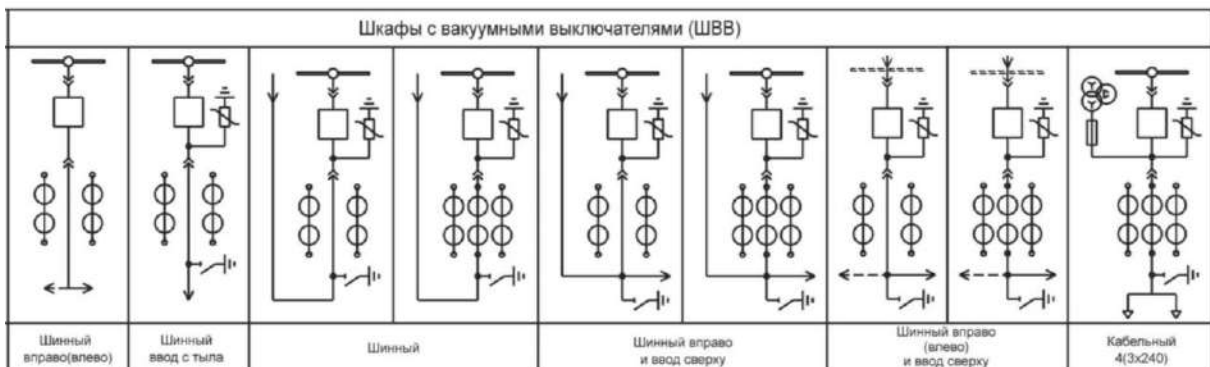 Шкафы с вакуумными выключателями (ШВВ)
Шинный
вправо(влево)
Шинный
ввод с тыла
Шинный
Шинный вправо
и ввод сверху
Шинный вправо
(влево)
и ввод сверху
Кабельный
4(3х240)